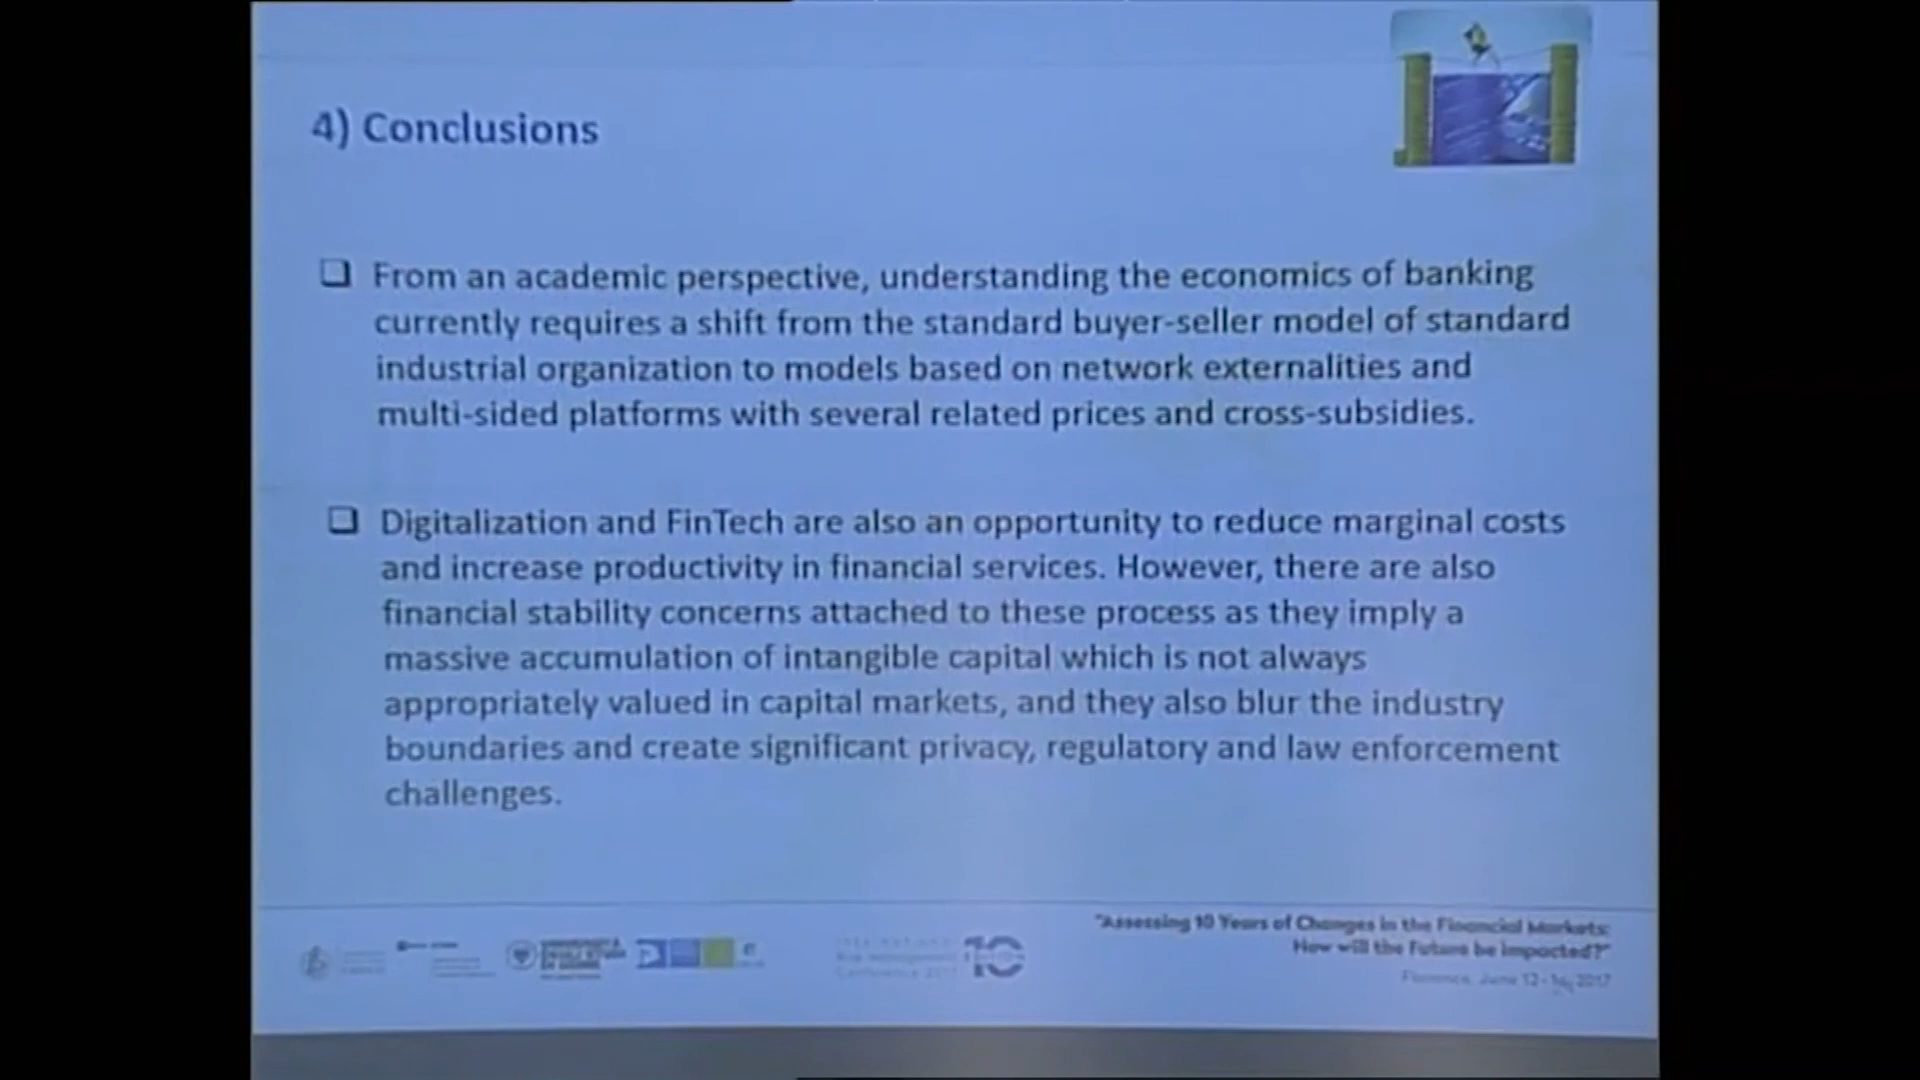 4) Conclusions
❑ From an academic perspective, understanding the economics of banking
currently requires a shift from the standard buyer-seller model of standard
industrial organization to models based on network externalities and
multi-sided platforms with several related prices and cross-subsidies.
❑ Digitalization and FinTech are also an opportunity to reduce marginal costs
and increase productivity in financial services. However, there are also
financial stability concerns attached to these process as they imply a
massive accumulation of intangible capital which is not always
appropriately valued in capital markets, and they also blur the industry
boundaries and create significant privacy, regulatory and law enforcement
challenges.
10
"Assessing 10 Years of Changes in the Financial Markets:
How will the Future be impacted?"
Florence, June 12- 2017